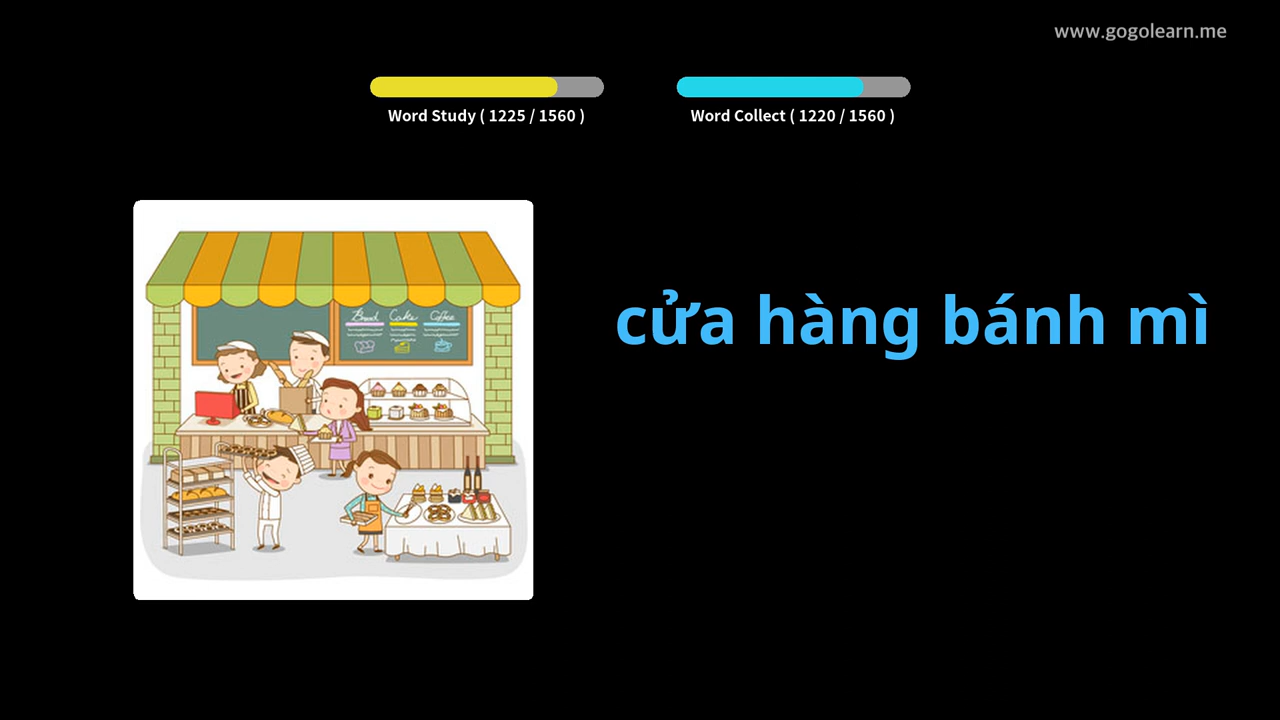 www.gogolearn.me
Word Study ( 1225 / 1560 )
Word Collect ( 1220 / 1560 )
Bread Cake Coffee
cửa hàng bánh mì